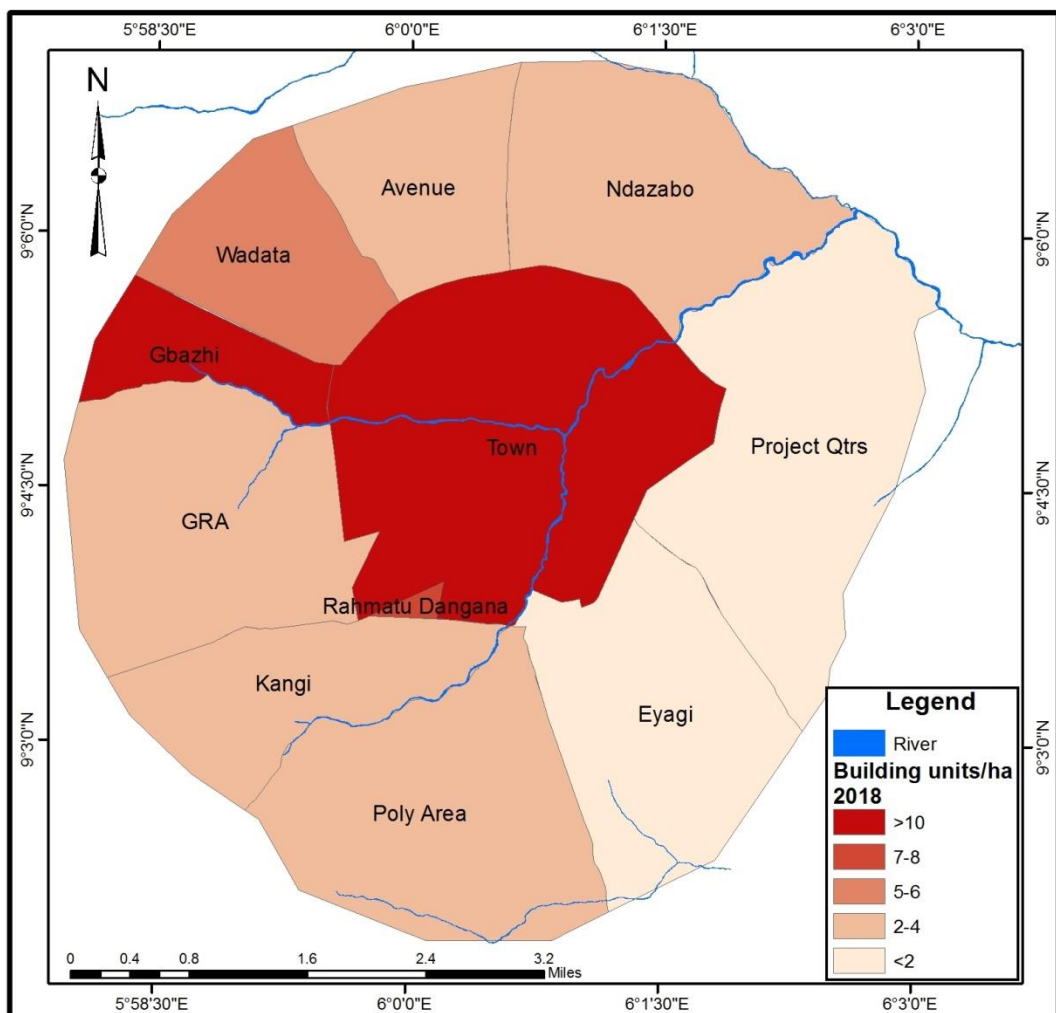 5°58'30"E 6°0'0"E 6°1'30"E 6°3'0"E
N
Avenue
Ndazabo
9°6'0"N
9°6'0"N
Wadata
Gbazhi
Town
Project Qtrs
9°4'30"N
9°4'30"N
GRA
Rahmatu Dangana
Kangi
Eyagi
9°3'0"N
9°3'0"N
Poly Area
Legend
River
Building units/ha
2018
>10
7-8
5-6
2-4
<2
0 0.4 0.8 1.6 2.4 3.2
Miles
5°58'30"E 6°0'0"E 6°1'30"E 6°3'0"E